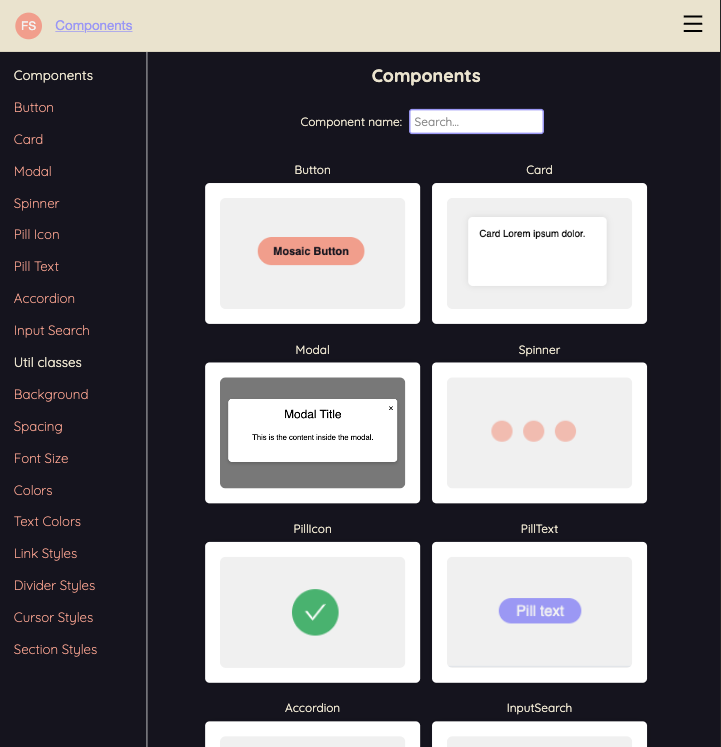 FS
Components
Components
Button
Card
Modal
Spinner
Pill Icon
Pill Text
Accordion
Input Search
Util classes
Background
Spacing
Font Size
Colors
Text Colors
Link Styles
Divider Styles
Cursor Styles
Section Styles
Components
Component name: Search...
Button
Mosaic Button
Card
Card Lorem ipsum dolor.
Modal
Modal Title
×
This is the content inside the modal.
Spinner
PillIcon
PillText
Pill text
Accordion
InputSearch